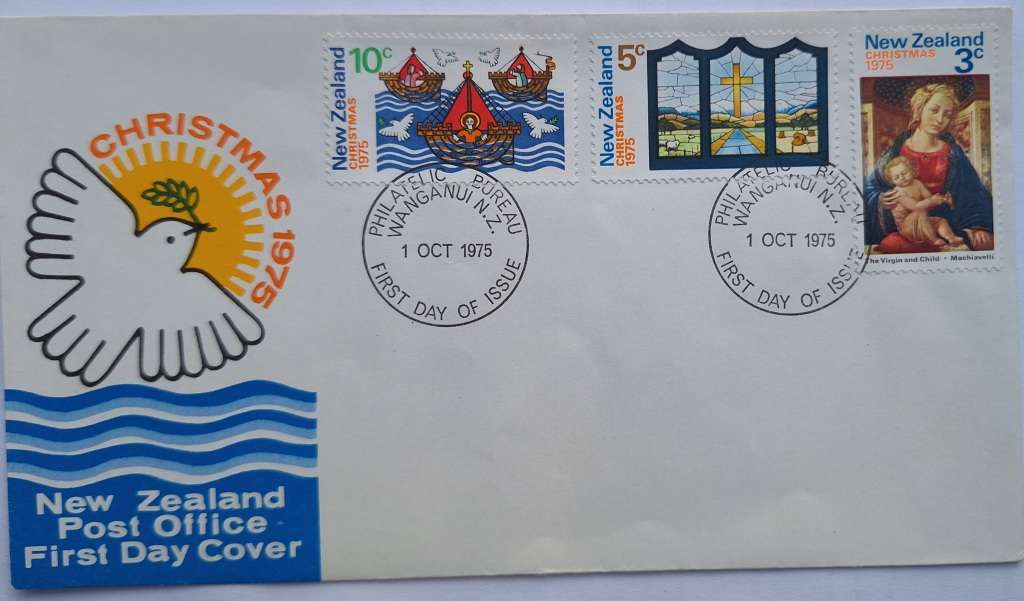 CHRISTMAS 1975
New Zealand
Post Office
First Day Cover
10c
New Zealand
CHRISTMAS
1975
5c
New Zealand
CHRISTMAS
1975
New Zealand
CHRISTMAS
1975
3c
The Virgin and Child - Machiavelli
PHILATELIC BUREAU
WANGANUI N.Z.
1 OCT 1975
FIRST DAY OF ISSUE
PHILATELIC BUREAU
WANGANUI N.Z.
1 OCT 1975
FIRST DAY OF ISSUE